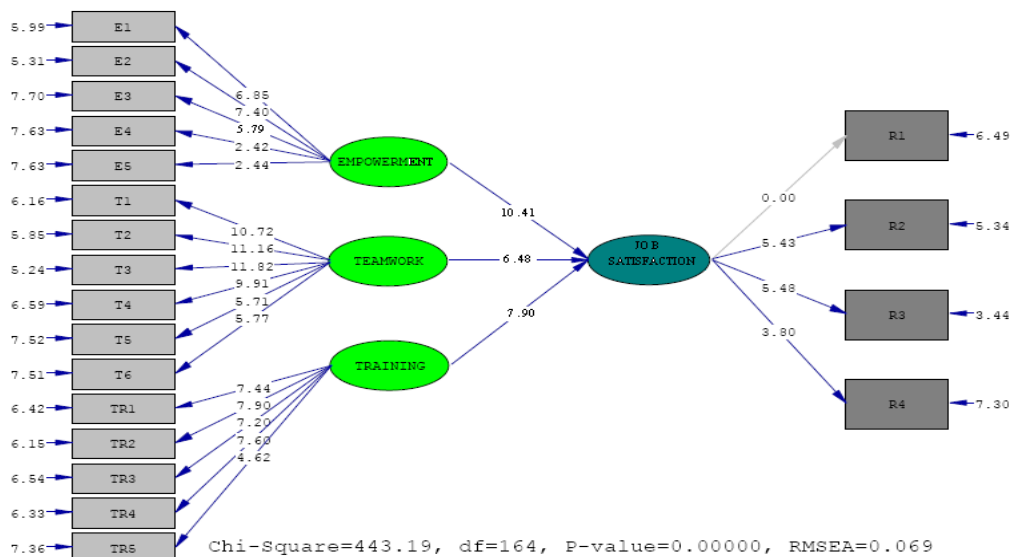 5.99 E1
5.31 E2
7.70 E3
7.63 E4
7.63 E5
6.16 T1
5.85 T2
5.24 T3
6.59 T4
7.52 T5
7.51 T6
6.42 TR1
6.15 TR2
6.54 TR3
6.33 TR4
7.36 TR5
6.85
7.40
5.79
2.42
2.44
10.72
11.16
11.82
9.91
5.71
5.77
7.44
7.90
7.20
7.60
4.62
EMPOWERMENT
TEAMWORK
TRAINING
10.41
6.48
7.90
JOB
SATISFACTION
0.00
5.43
5.48
3.80
R1 6.49
R2 5.34
R3 3.44
R4 7.30
Chi-Square=443.19, df=164, P-value=0.00000, RMSEA=0.069